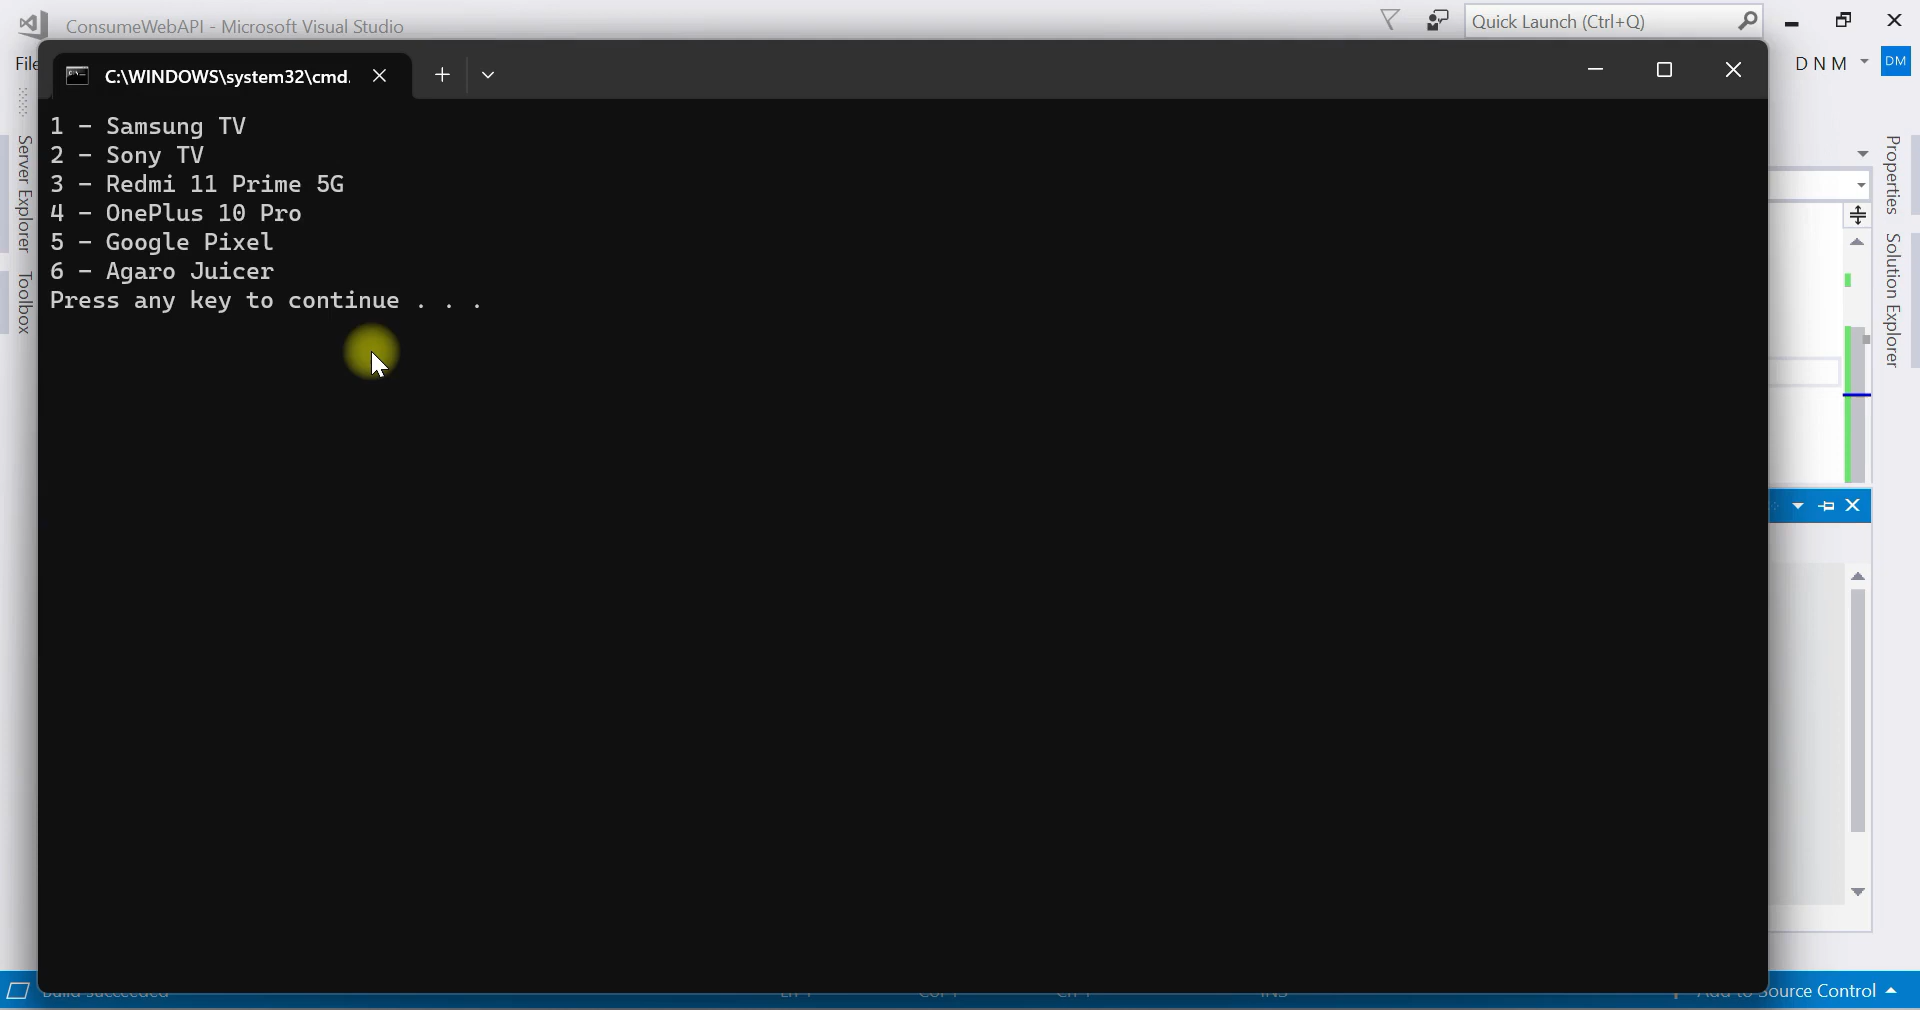 ConsumeWebAPI - Microsoft Visual Studio
Quick Launch (Ctrl+Q)
File
C:\WINDOWS\system32\cmd.
D N M
DM
1 - Samsung TV
2 - Sony TV
3 - Redmi 11 Prime 5G
4 - OnePlus 10 Pro
5 - Google Pixel
6 - Agaro Juicer
Press any key to continue . . .
Server Explorer
Toolbox
Properties
Solution Explorer
Build succeeded
Add to Source Control